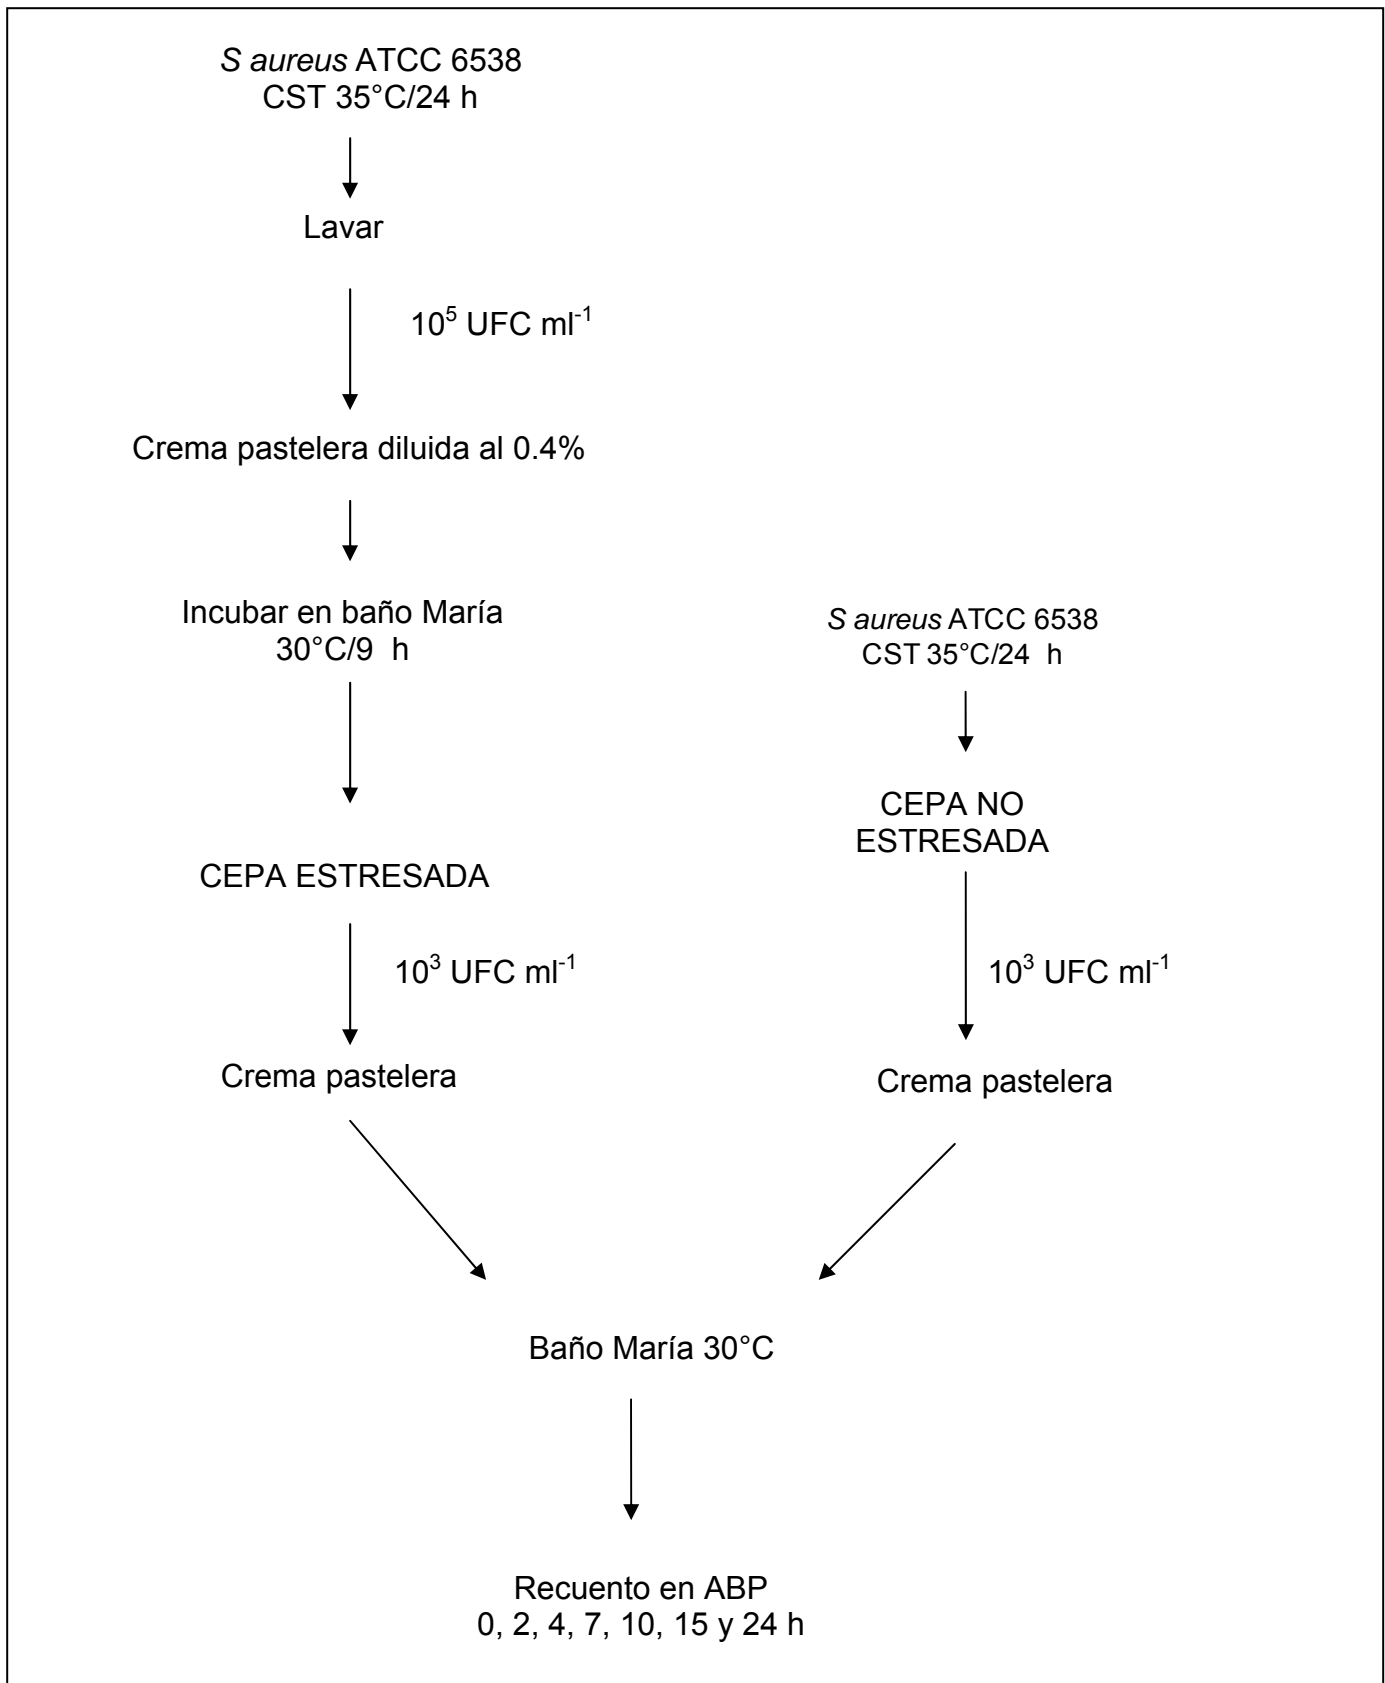 S aureus ATCC 6538
CST 35°C/24 h
Lavar
10⁵ UFC ml⁻¹
Crema pastelera diluida al 0.4%
Incubar en baño María
30°C/9 h
CEPA ESTRESADA
10³ UFC ml⁻¹
Crema pastelera
S aureus ATCC 6538
CST 35°C/24 h
CEPA NO
ESTRESADA
10³ UFC ml⁻¹
Crema pastelera
Baño María 30°C
Recuento en ABP
0, 2, 4, 7, 10, 15 y 24 h